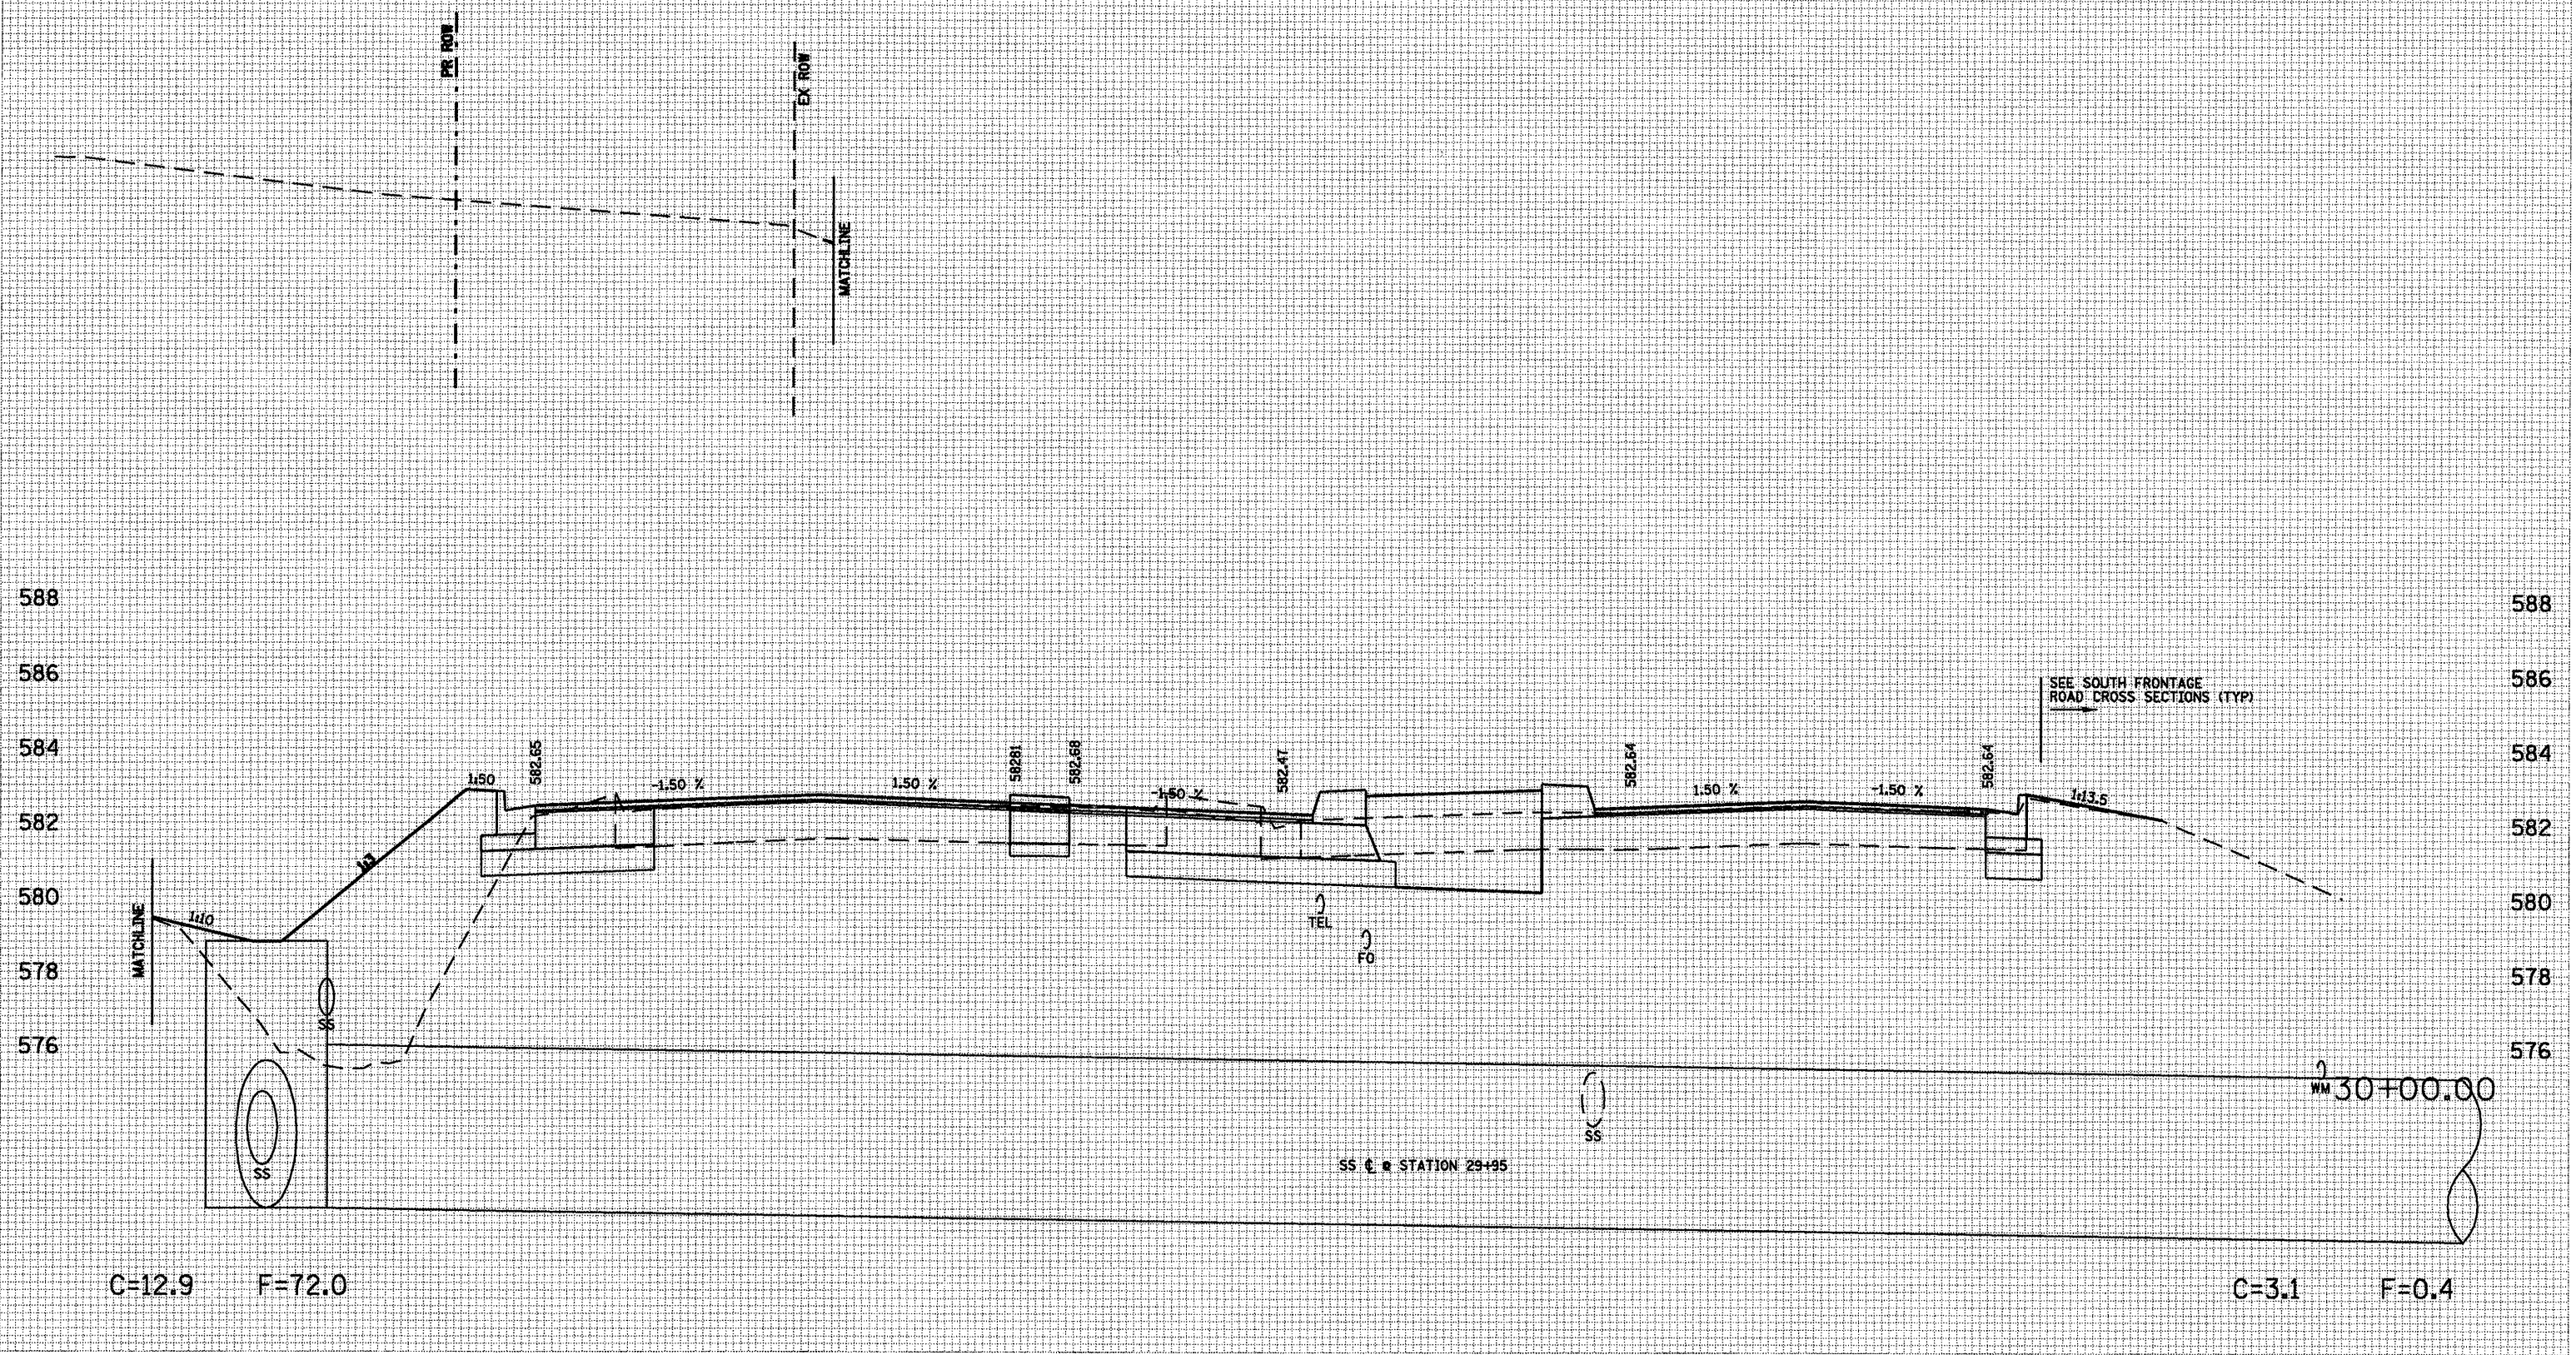 PR ROW
EX ROW
MATCHLINE
588
588
586
586
SEE SOUTH FRONTAGE
ROAD CROSS SECTIONS (TYP)
584
584
582.65
58281
582.68
582.47
582.64
582.64
1:50
-1.50 %
1.50 %
-1.50 %
1.50 %
-1.50 %
1:13.5
582
582
1:3
580
580
MATCHLINE
1:10
TEL
FO
578
578
SS
576
576
WM
30+00.00
SS
SS
SS ℄ @ STATION 29+95
C=12.9 F=72.0
C=3.1 F=0.4